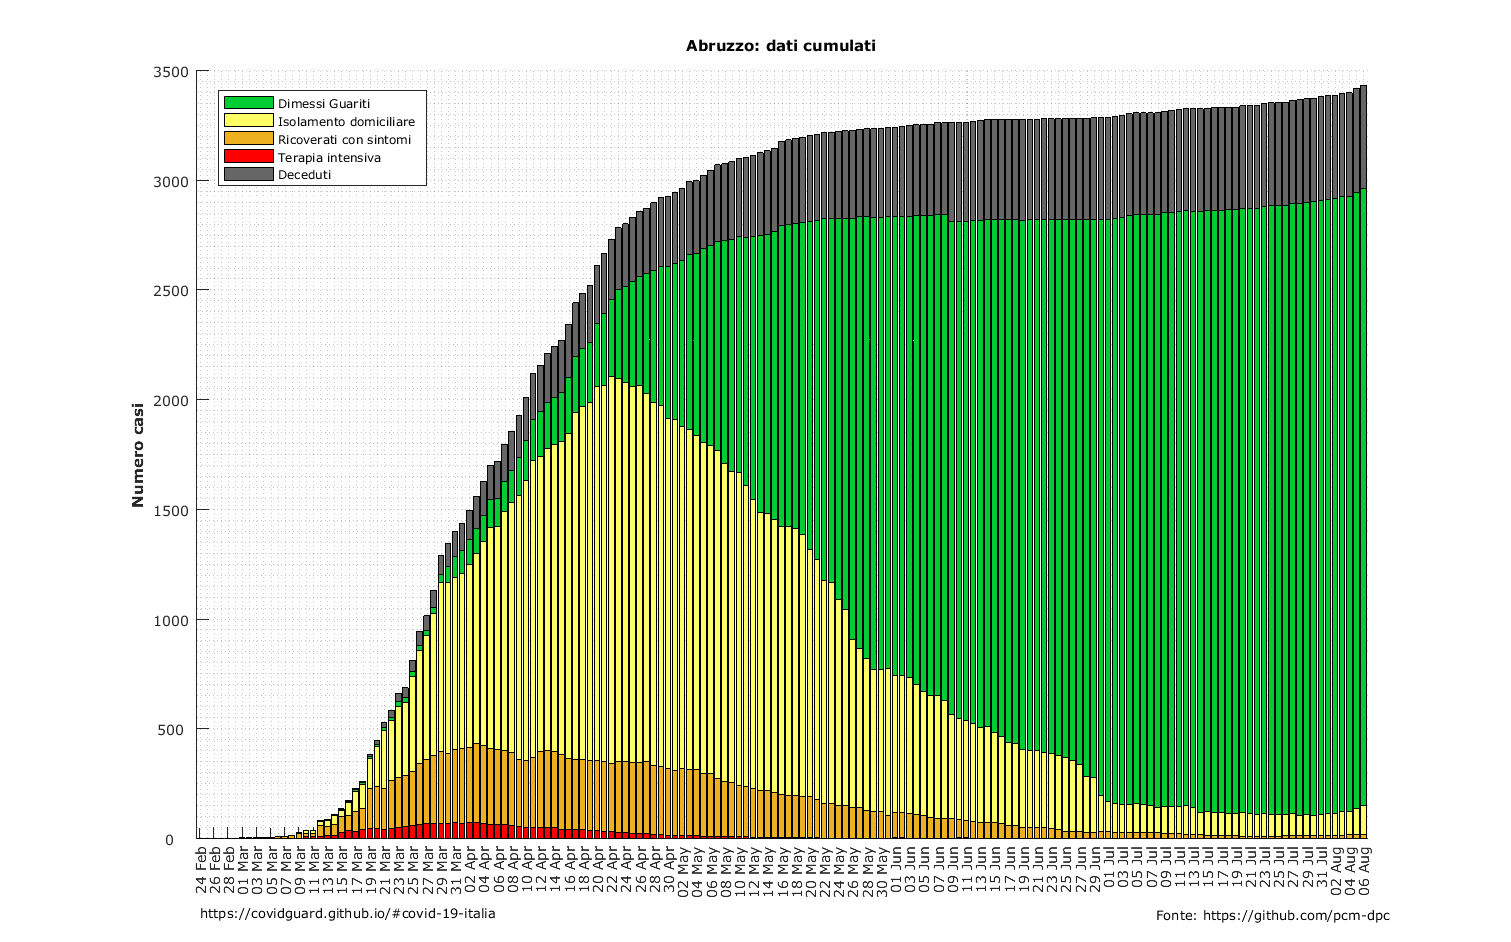 Abruzzo: dati cumulati
3500
3000
2500
2000
1500
1000
500
0
Numero casi
Dimessi Guariti
Isolamento domiciliare
Ricoverati con sintomi
Terapia intensiva
Deceduti
24 Feb
26 Feb
28 Feb
01 Mar
03 Mar
05 Mar
07 Mar
09 Mar
11 Mar
13 Mar
15 Mar
17 Mar
19 Mar
21 Mar
23 Mar
25 Mar
27 Mar
29 Mar
31 Mar
02 Apr
04 Apr
06 Apr
08 Apr
10 Apr
12 Apr
14 Apr
16 Apr
18 Apr
20 Apr
22 Apr
24 Apr
26 Apr
28 Apr
30 Apr
02 May
04 May
06 May
08 May
10 May
12 May
14 May
16 May
18 May
20 May
22 May
24 May
26 May
28 May
30 May
01 Jun
03 Jun
05 Jun
07 Jun
09 Jun
11 Jun
13 Jun
15 Jun
17 Jun
19 Jun
21 Jun
23 Jun
25 Jun
27 Jun
29 Jun
01 Jul
03 Jul
05 Jul
07 Jul
09 Jul
11 Jul
13 Jul
15 Jul
17 Jul
19 Jul
21 Jul
23 Jul
25 Jul
27 Jul
29 Jul
31 Jul
02 Aug
04 Aug
06 Aug
https://covidguard.github.io/#covid-19-italia
Fonte: https://github.com/pcm-dpc